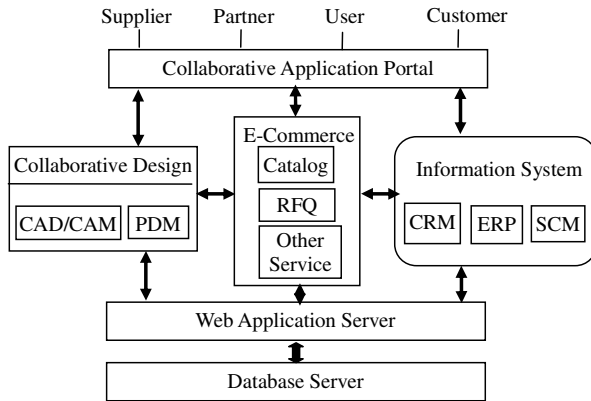 Supplier Partner User Customer
Collaborative Application Portal
E-Commerce
Collaborative Design
Catalog
Information System
CAD/CAM PDM
RFQ
CRM ERP SCM
Other
Service
Web Application Server
Database Server